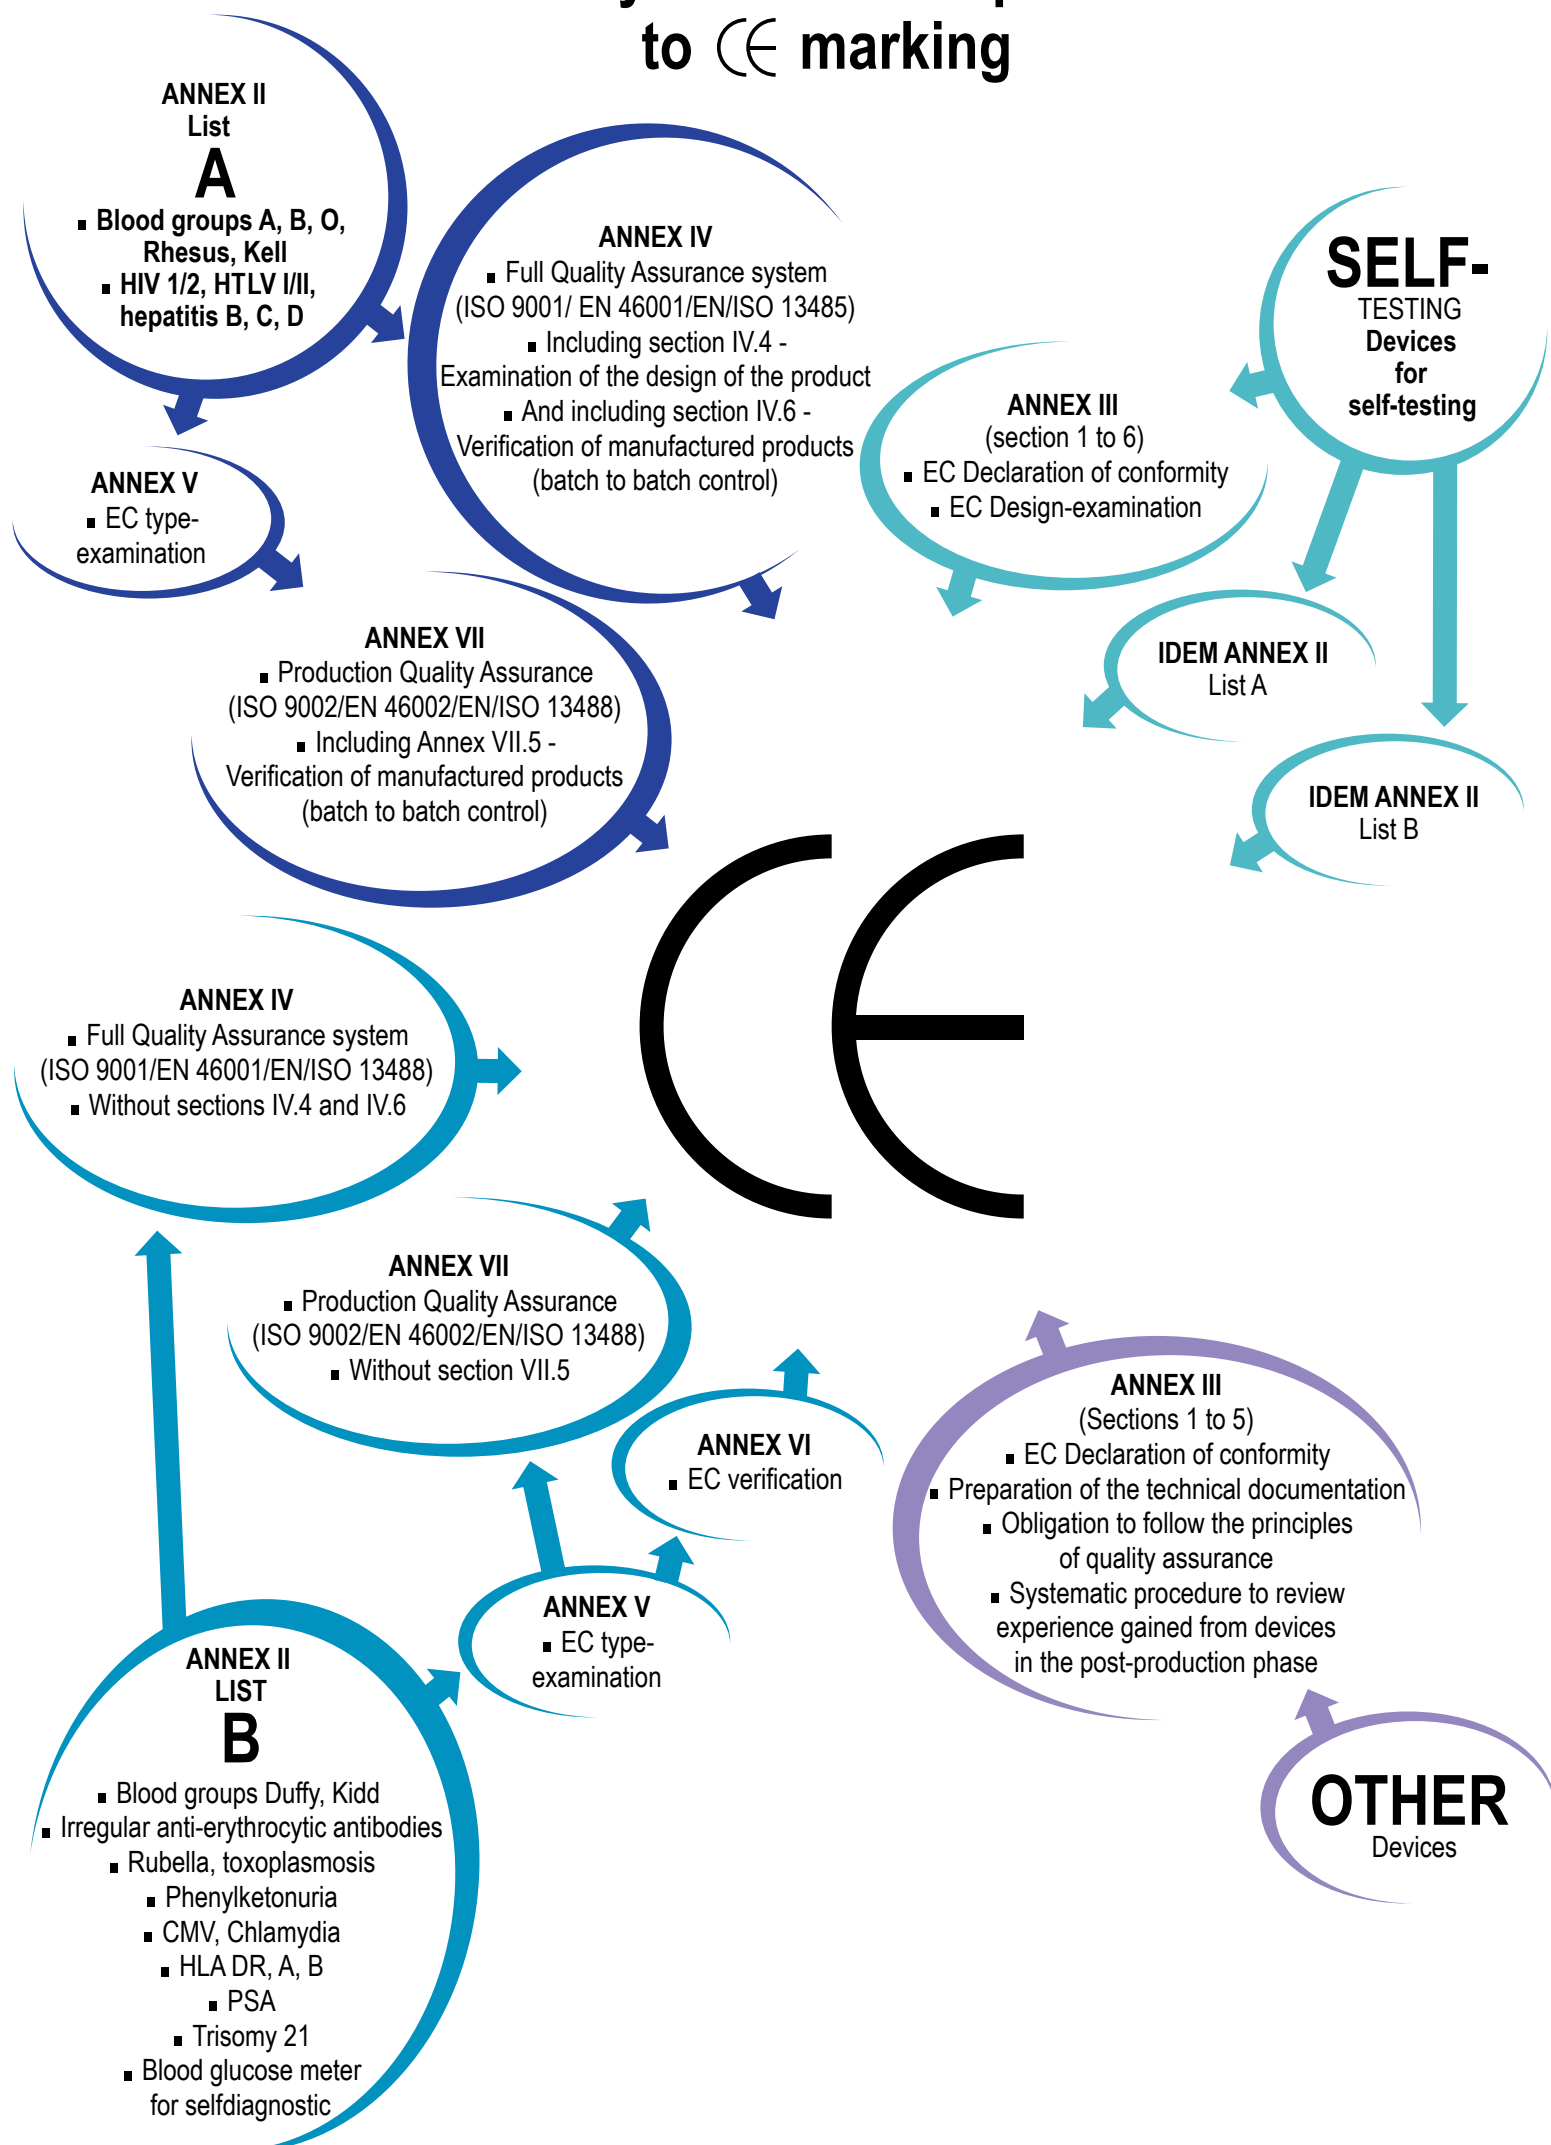 to CE marking
ANNEX II
List
A
▪ Blood groups A, B, O,
Rhesus, Kell
▪ HIV 1/2, HTLV I/II,
hepatitis B, C, D
ANNEX IV
▪ Full Quality Assurance system
(ISO 9001/ EN 46001/EN/ISO 13485)
▪ Including section IV.4 -
Examination of the design of the product
▪ And including section IV.6 -
Verification of manufactured products
(batch to batch control)
SELF-
TESTING
Devices
for
self-testing
ANNEX III
(section 1 to 6)
▪ EC Declaration of conformity
▪ EC Design-examination
ANNEX V
▪ EC type-
examination
ANNEX VII
▪ Production Quality Assurance
(ISO 9002/EN 46002/EN/ISO 13488)
▪ Including Annex VII.5 -
Verification of manufactured products
(batch to batch control)
IDEM ANNEX II
List A
IDEM ANNEX II
List B
CE
ANNEX IV
▪ Full Quality Assurance system
(ISO 9001/EN 46001/EN/ISO 13488)
▪ Without sections IV.4 and IV.6
ANNEX VII
▪ Production Quality Assurance
(ISO 9002/EN 46002/EN/ISO 13488)
▪ Without section VII.5
ANNEX VI
▪ EC verification
ANNEX III
(Sections 1 to 5)
▪ EC Declaration of conformity
▪ Preparation of the technical documentation
▪ Obligation to follow the principles
of quality assurance
▪ Systematic procedure to review
experience gained from devices
in the post-production phase
ANNEX V
▪ EC type-
examination
ANNEX II
LIST
B
▪ Blood groups Duffy, Kidd
▪ Irregular anti-erythrocytic antibodies
▪ Rubella, toxoplasmosis
▪ Phenylketonuria
▪ CMV, Chlamydia
▪ HLA DR, A, B
▪ PSA
▪ Trisomy 21
▪ Blood glucose meter
for selfdiagnostic
OTHER
Devices